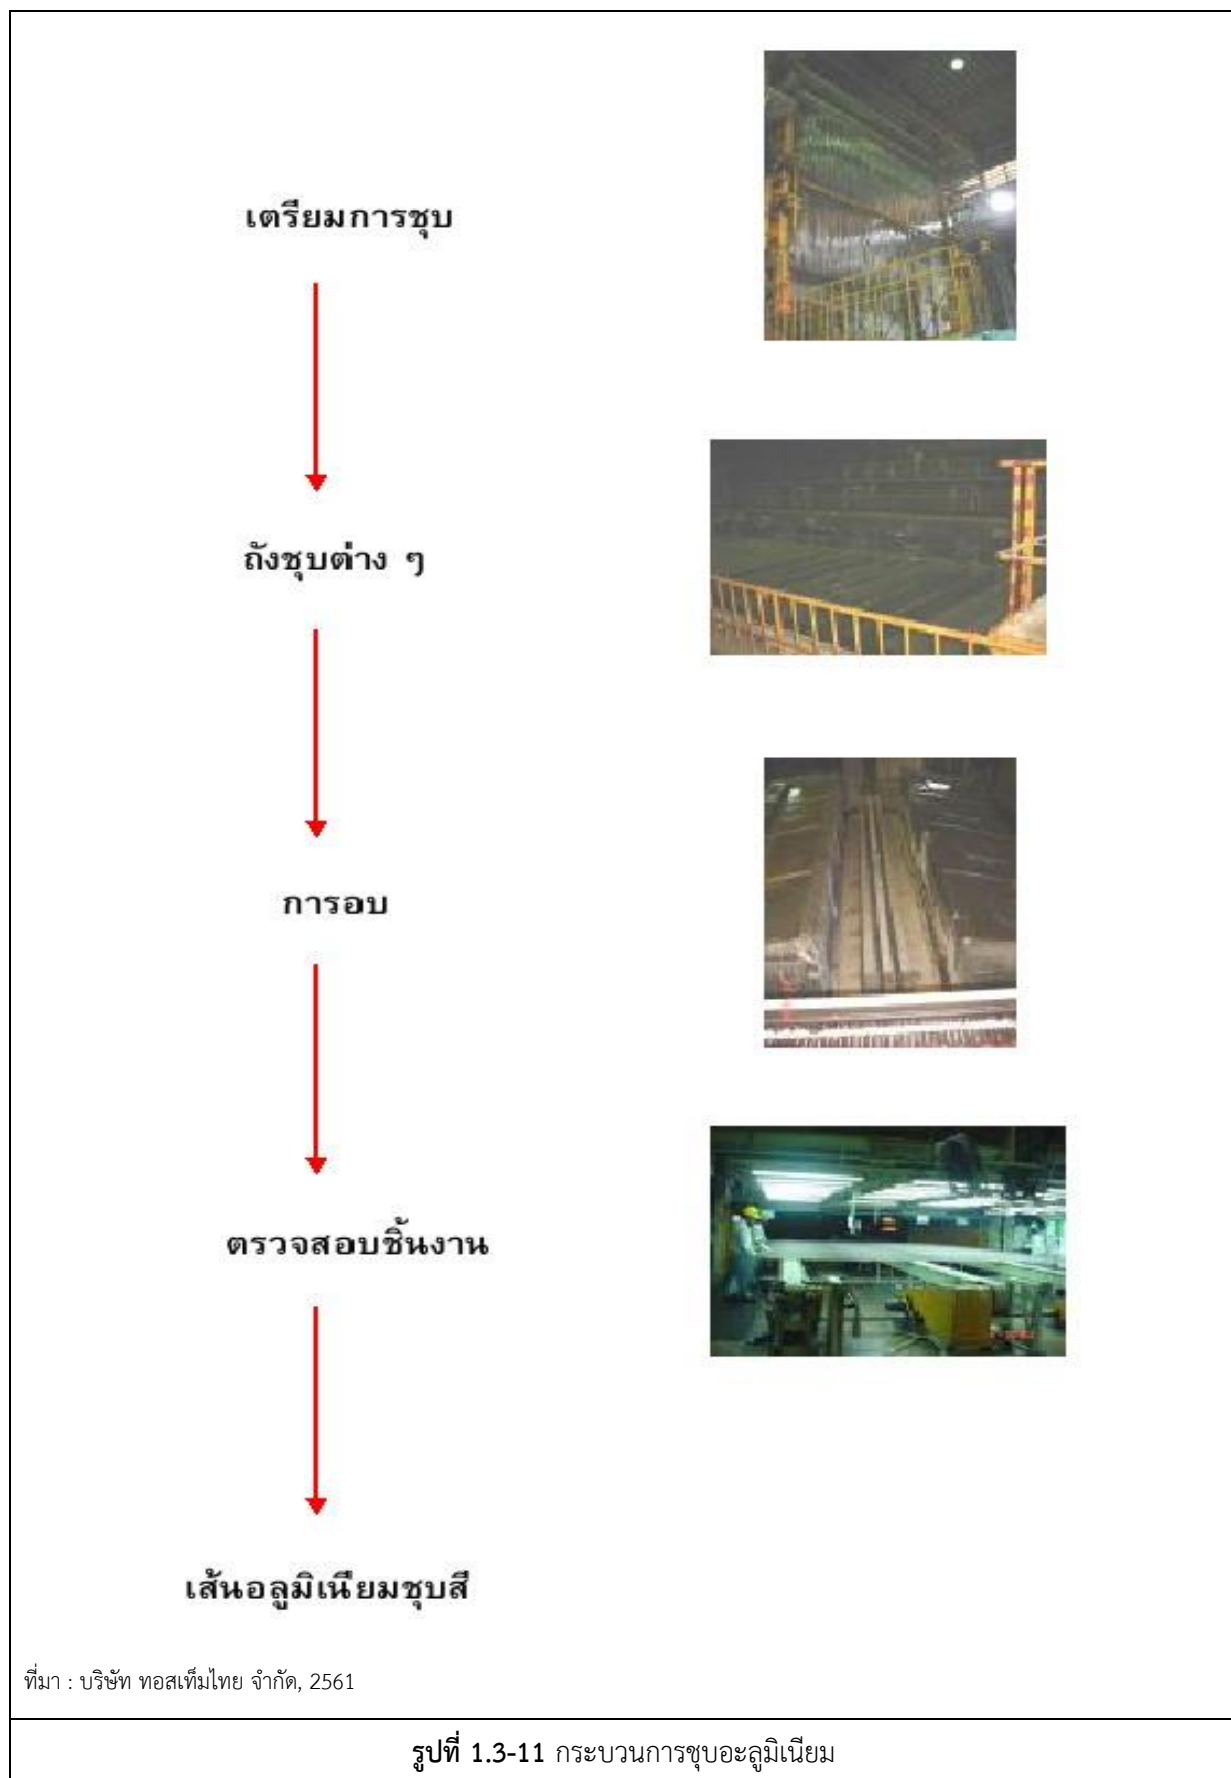 เตรียมการชุบ
ถังชุบต่าง ๆ
การอบ
ตรวจสอบชิ้นงาน
เส้นอลูมิเนียมชุบสี
ที่มา : บริษัท ทอสเท็มไทย จำกัด, 2561
รูปที่ 1.3-11 กระบวนการชุบอะลูมิเนียม